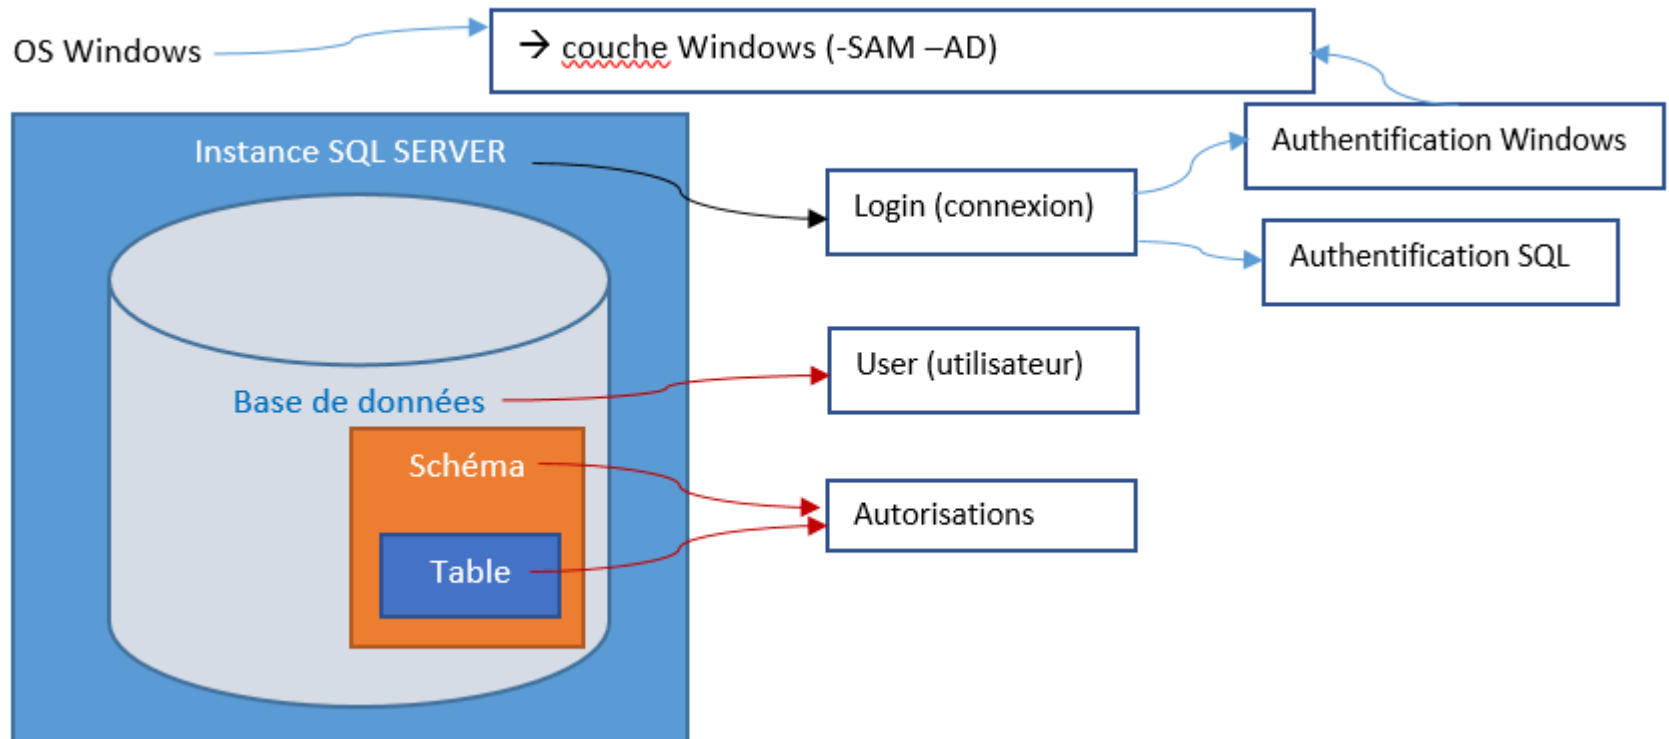 OS Windows
→ couche Windows (-SAM –AD)
Instance SQL SERVER
Authentification Windows
Login (connexion)
Authentification SQL
User (utilisateur)
Base de données
Schéma
Autorisations
Table